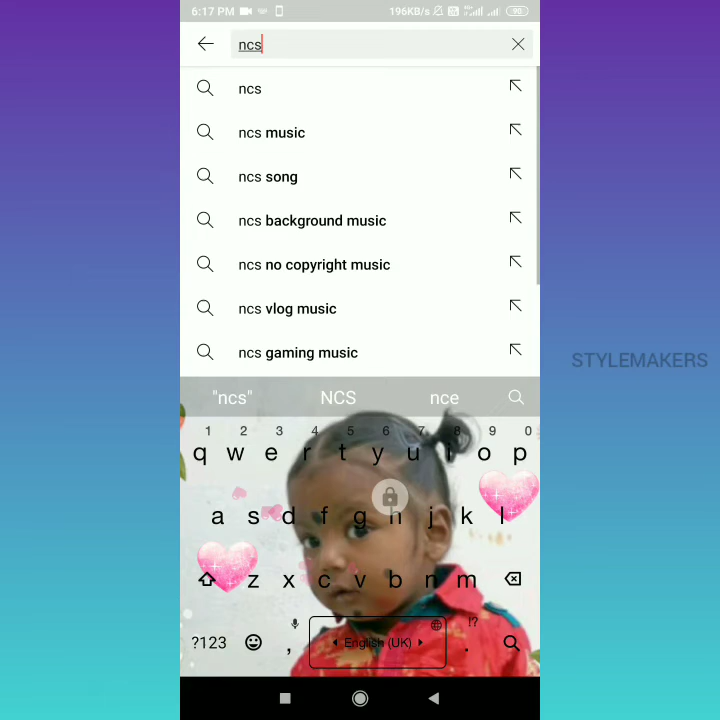 6:17 PM 196KB/s 4G+ 90
ncs
ncs
ncs music
ncs song
ncs background music
ncs no copyright music
ncs vlog music
ncs gaming music
STYLEMAKERS
"ncs" NCS nce
1 2 3 4 5 6 7 8 9 0
q w e r t y u i o p
a s d f g h j k l
z x c v b n m
!?
?123 , English (UK) .